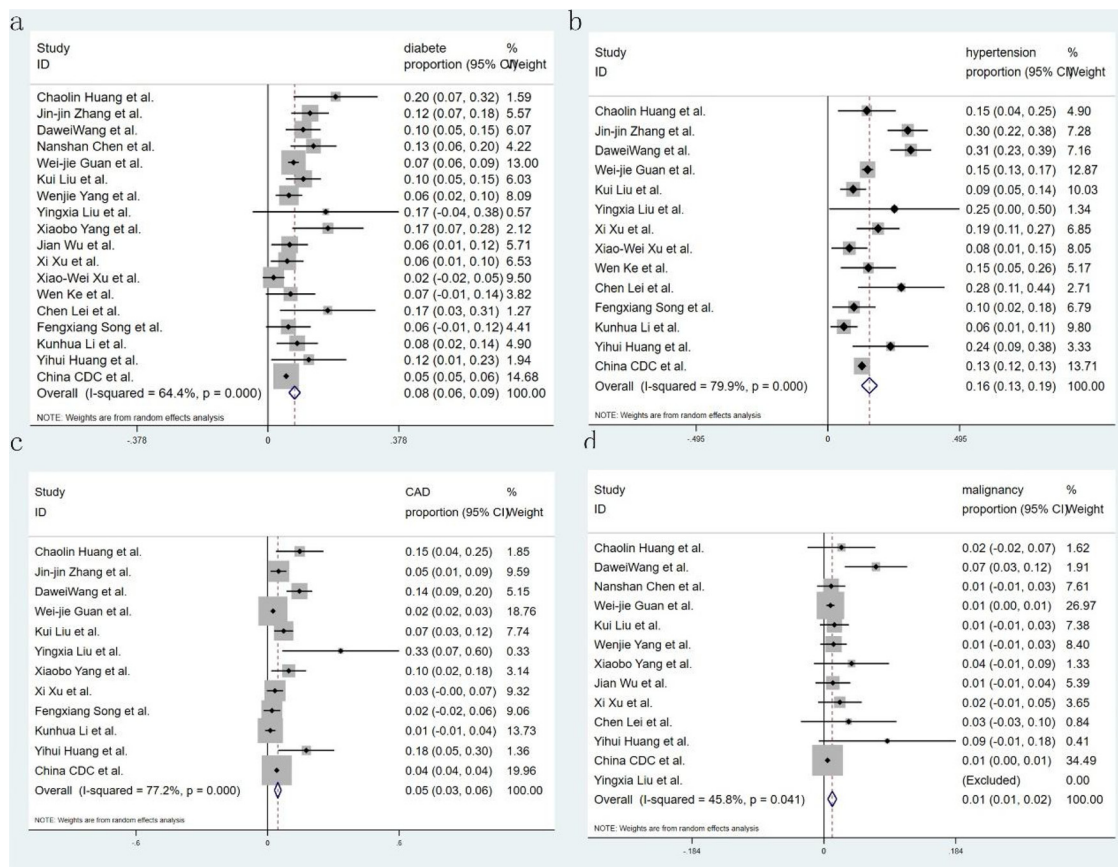 a
Study diabete %
ID proportion (95% CI) Weight
Chaolin Huang et al. 0.20 (0.07, 0.32) 1.59
Jin-jin Zhang et al. 0.12 (0.07, 0.18) 5.57
DaweiWang et al. 0.10 (0.05, 0.15) 6.07
Nanshan Chen et al. 0.13 (0.06, 0.20) 4.22
Wei-jie Guan et al. 0.07 (0.06, 0.09) 13.00
Kui Liu et al. 0.10 (0.05, 0.15) 6.03
Wenjie Yang et al. 0.06 (0.02, 0.10) 8.09
Yingxia Liu et al. 0.17 (-0.04, 0.38) 0.57
Xiaobo Yang et al. 0.17 (0.07, 0.28) 2.12
Jian Wu et al. 0.06 (0.01, 0.12) 5.71
Xi Xu et al. 0.06 (0.01, 0.10) 6.53
Xiao-Wei Xu et al. 0.02 (-0.02, 0.05) 9.50
Wen Ke et al. 0.07 (-0.01, 0.14) 3.82
Chen Lei et al. 0.17 (0.03, 0.31) 1.27
Fengxiang Song et al. 0.06 (-0.01, 0.12) 4.41
Kunhua Li et al. 0.08 (0.02, 0.14) 4.90
Yihui Huang et al. 0.12 (0.01, 0.23) 1.94
China CDC et al. 0.05 (0.05, 0.06) 14.68
Overall (I-squared = 64.4%, p = 0.000) 0.08 (0.06, 0.09) 100.00
NOTE: Weights are from random effects analysis
-.378 0 .378
b
Study hypertension %
ID proportion (95% CI) Weight
Chaolin Huang et al. 0.15 (0.04, 0.25) 4.90
Jin-jin Zhang et al. 0.30 (0.22, 0.38) 7.28
DaweiWang et al. 0.31 (0.23, 0.39) 7.16
Wei-jie Guan et al. 0.15 (0.13, 0.17) 12.87
Kui Liu et al. 0.09 (0.05, 0.14) 10.03
Yingxia Liu et al. 0.25 (0.00, 0.50) 1.34
Xi Xu et al. 0.19 (0.11, 0.27) 6.85
Xiao-Wei Xu et al. 0.08 (0.01, 0.15) 8.05
Wen Ke et al. 0.15 (0.05, 0.26) 5.17
Chen Lei et al. 0.28 (0.11, 0.44) 2.71
Fengxiang Song et al. 0.10 (0.02, 0.18) 6.79
Kunhua Li et al. 0.06 (0.01, 0.11) 9.80
Yihui Huang et al. 0.24 (0.09, 0.38) 3.33
China CDC et al. 0.13 (0.12, 0.13) 13.71
Overall (I-squared = 79.9%, p = 0.000) 0.16 (0.13, 0.19) 100.00
NOTE: Weights are from random effects analysis
-.495 0 .495
c
Study CAD %
ID proportion (95% CI) Weight
Chaolin Huang et al. 0.15 (0.04, 0.25) 1.85
Jin-jin Zhang et al. 0.05 (0.01, 0.09) 9.59
DaweiWang et al. 0.14 (0.09, 0.20) 5.15
Wei-jie Guan et al. 0.02 (0.02, 0.03) 18.76
Kui Liu et al. 0.07 (0.03, 0.12) 7.74
Yingxia Liu et al. 0.33 (0.07, 0.60) 0.33
Xiaobo Yang et al. 0.10 (0.02, 0.18) 3.14
Xi Xu et al. 0.03 (-0.00, 0.07) 9.32
Fengxiang Song et al. 0.02 (-0.02, 0.06) 9.06
Kunhua Li et al. 0.01 (-0.01, 0.04) 13.73
Yihui Huang et al. 0.18 (0.05, 0.30) 1.36
China CDC et al. 0.04 (0.04, 0.04) 19.96
Overall (I-squared = 77.2%, p = 0.000) 0.05 (0.03, 0.06) 100.00
NOTE: Weights are from random effects analysis
-.6 0 .6
d
Study malignancy %
ID proportion (95% CI) Weight
Chaolin Huang et al. 0.02 (-0.02, 0.07) 1.62
DaweiWang et al. 0.07 (0.03, 0.12) 1.91
Nanshan Chen et al. 0.01 (-0.01, 0.03) 7.61
Wei-jie Guan et al. 0.01 (0.00, 0.01) 26.97
Kui Liu et al. 0.01 (-0.01, 0.03) 7.38
Wenjie Yang et al. 0.01 (-0.01, 0.03) 8.40
Xiaobo Yang et al. 0.04 (-0.01, 0.09) 1.33
Jian Wu et al. 0.01 (-0.01, 0.04) 5.39
Xi Xu et al. 0.02 (-0.01, 0.05) 3.65
Chen Lei et al. 0.03 (-0.03, 0.10) 0.84
Yihui Huang et al. 0.09 (-0.01, 0.18) 0.41
China CDC et al. 0.01 (0.00, 0.01) 34.49
Yingxia Liu et al. (Excluded) 0.00
Overall (I-squared = 45.8%, p = 0.041) 0.01 (0.01, 0.02) 100.00
NOTE: Weights are from random effects analysis
-.184 0 .184